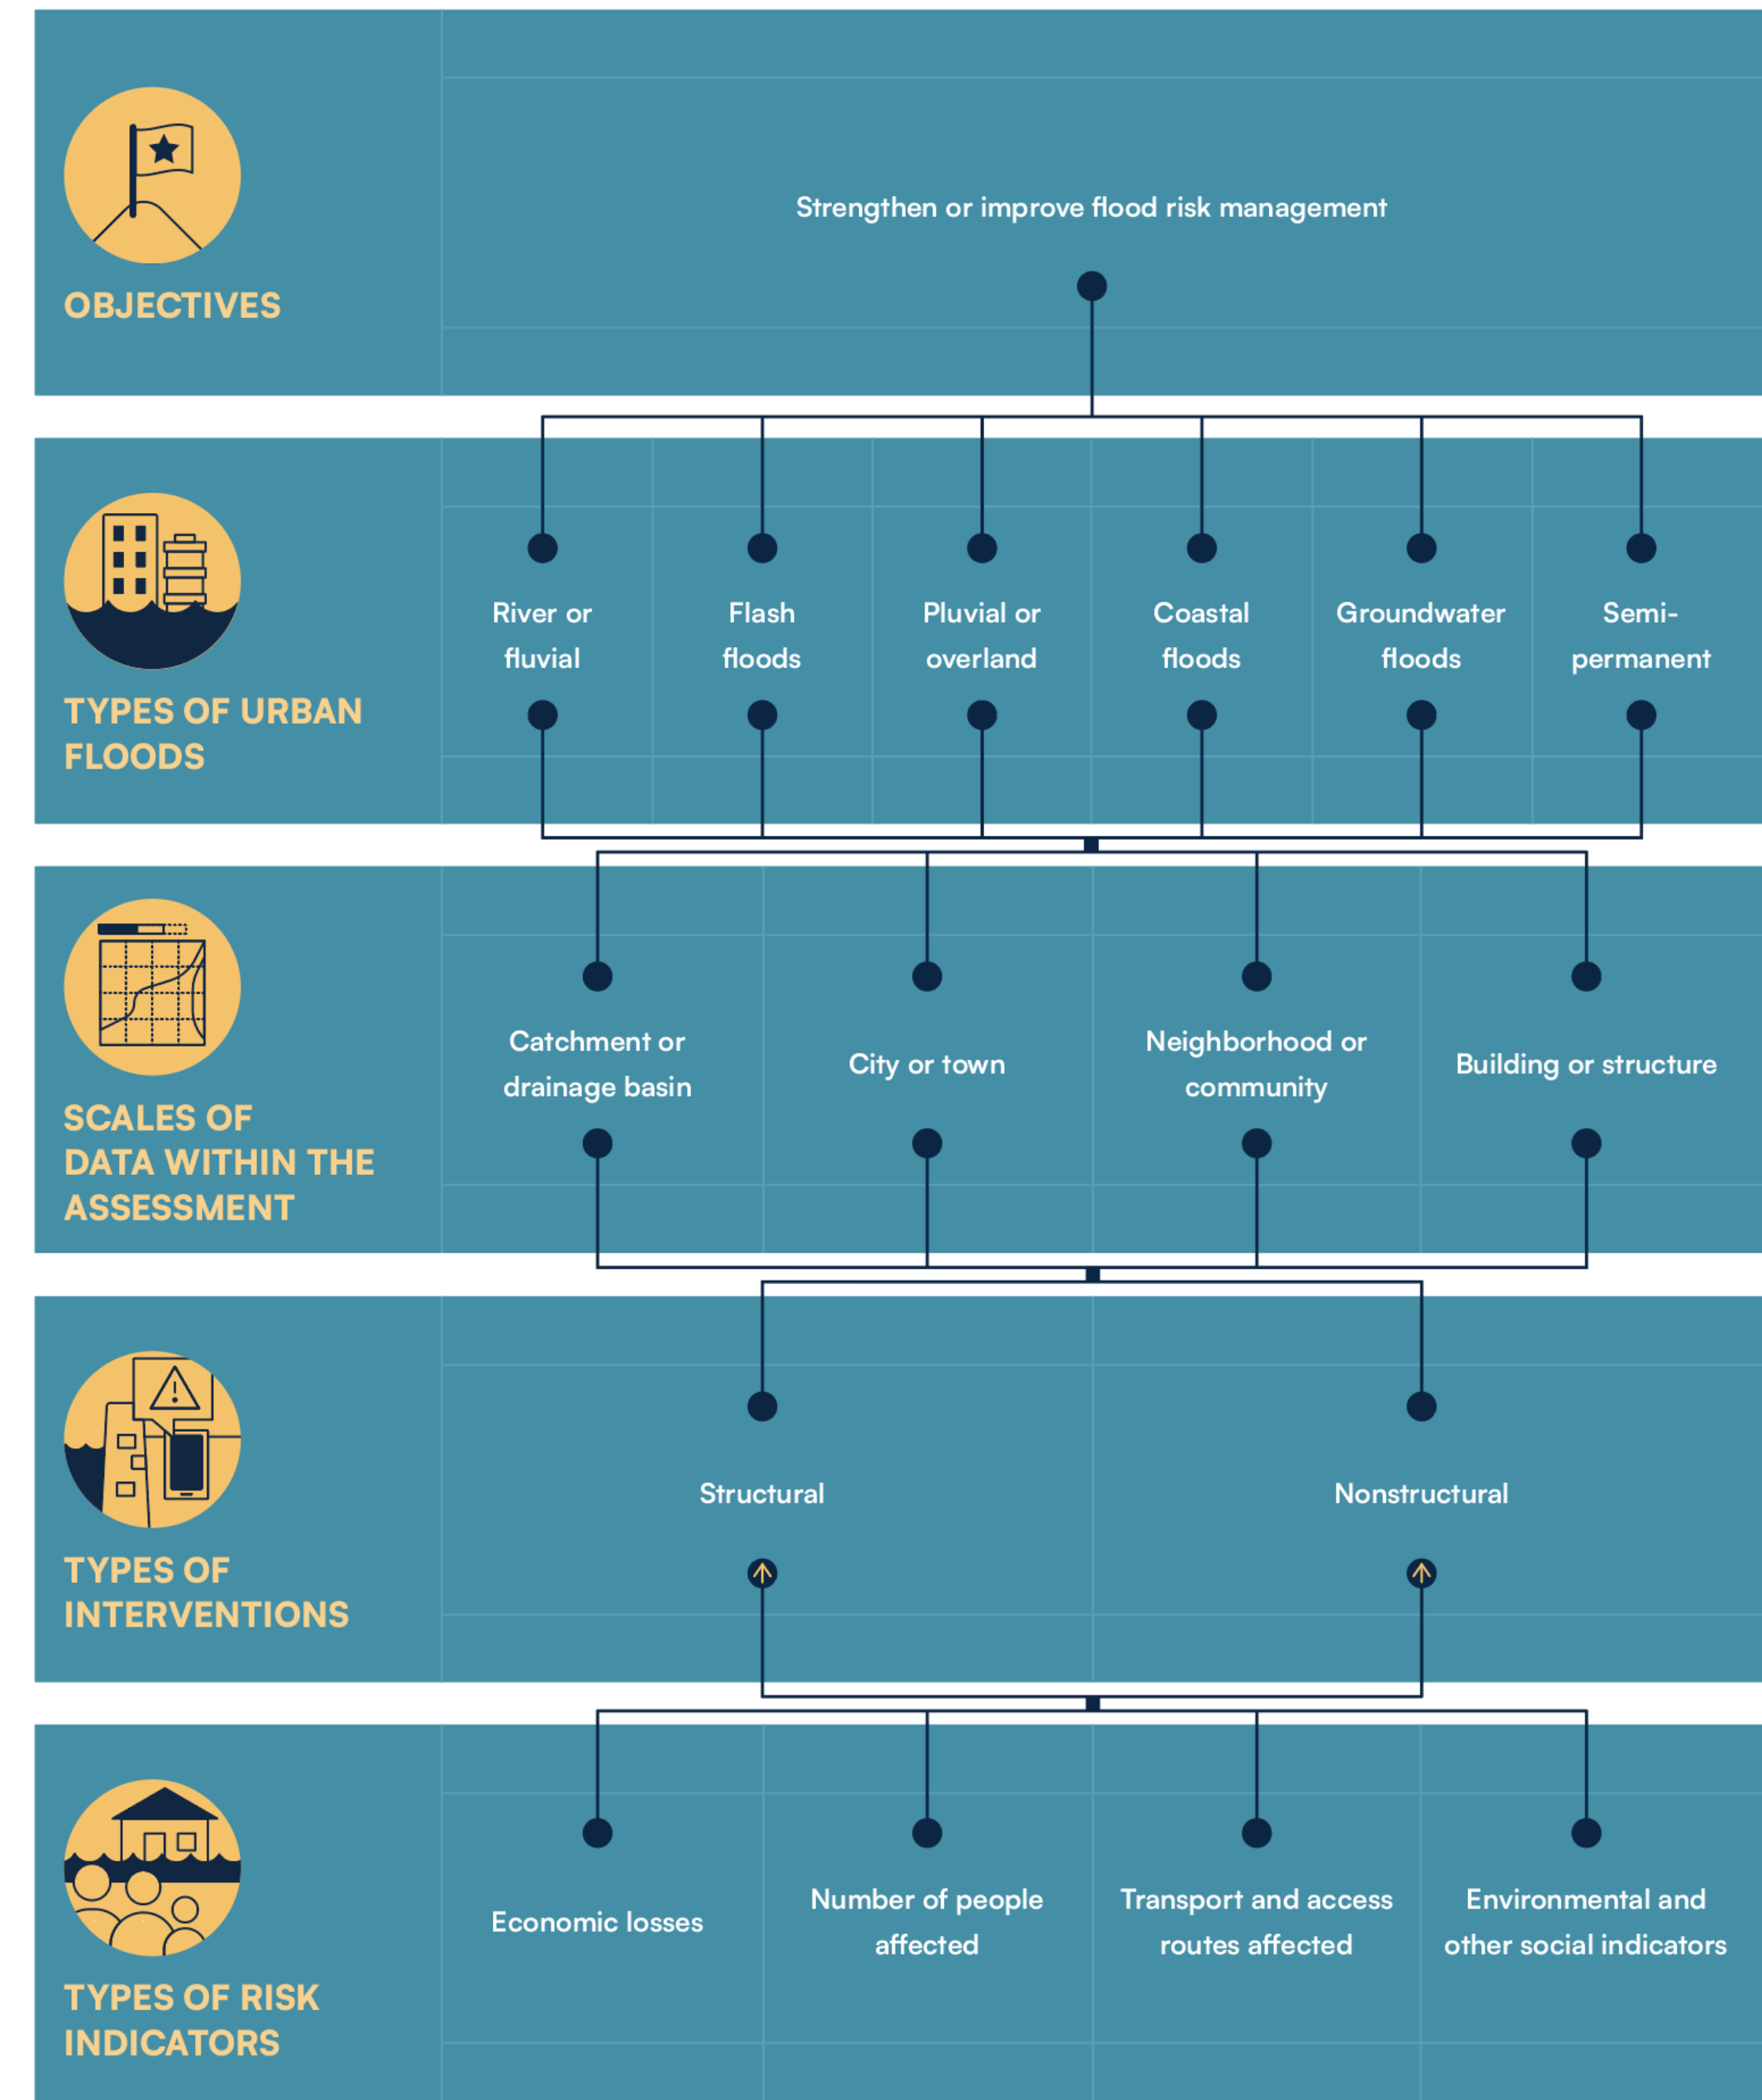 OBJECTIVES
Strengthen or improve flood risk management
TYPES OF URBAN
FLOODS
River or
fluvial
Flash
floods
Pluvial or
overland
Coastal
floods
Groundwater
floods
Semi-
permanent
SCALES OF
DATA WITHIN THE
ASSESSMENT
Catchment or
drainage basin
City or town
Neighborhood or
community
Building or structure
TYPES OF
INTERVENTIONS
Structural
Nonstructural
TYPES OF RISK
INDICATORS
Economic losses
Number of people
affected
Transport and access
routes affected
Environmental and
other social indicators